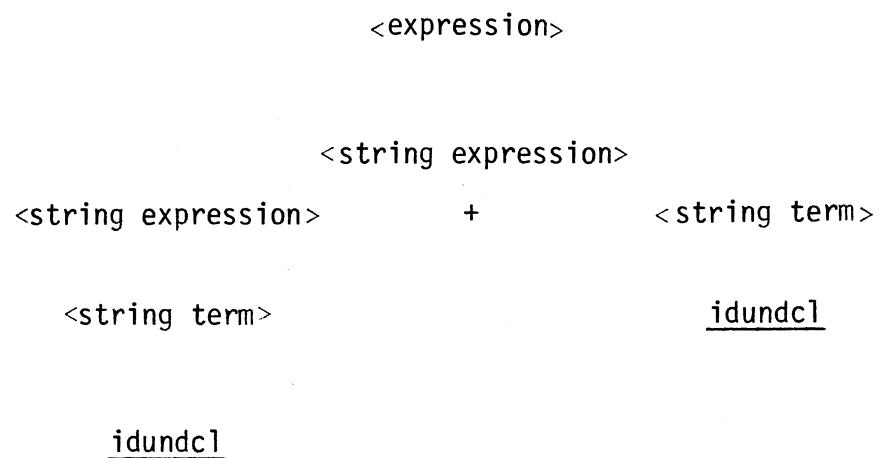 <expression>
<string expression>
<string expression> + <string term>
<string term> idundcl
idundcl